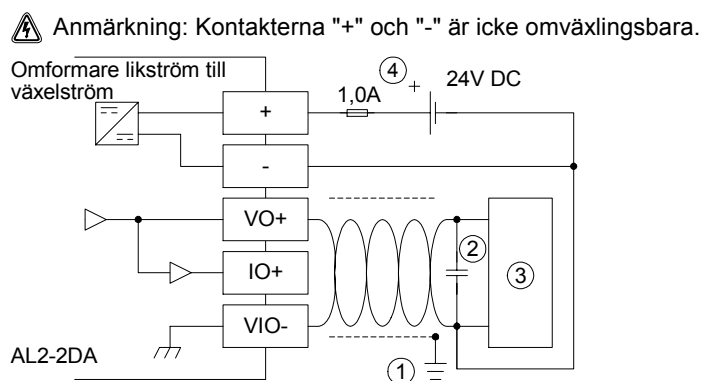 Anmärkning: Kontakterna "+" och "-" är icke omväxlingsbara.
Omformare likström till
växelström
4
+
24V DC
1,0A
+
-
VO+
IO+
VIO-
2
3
AL2-2DA
1